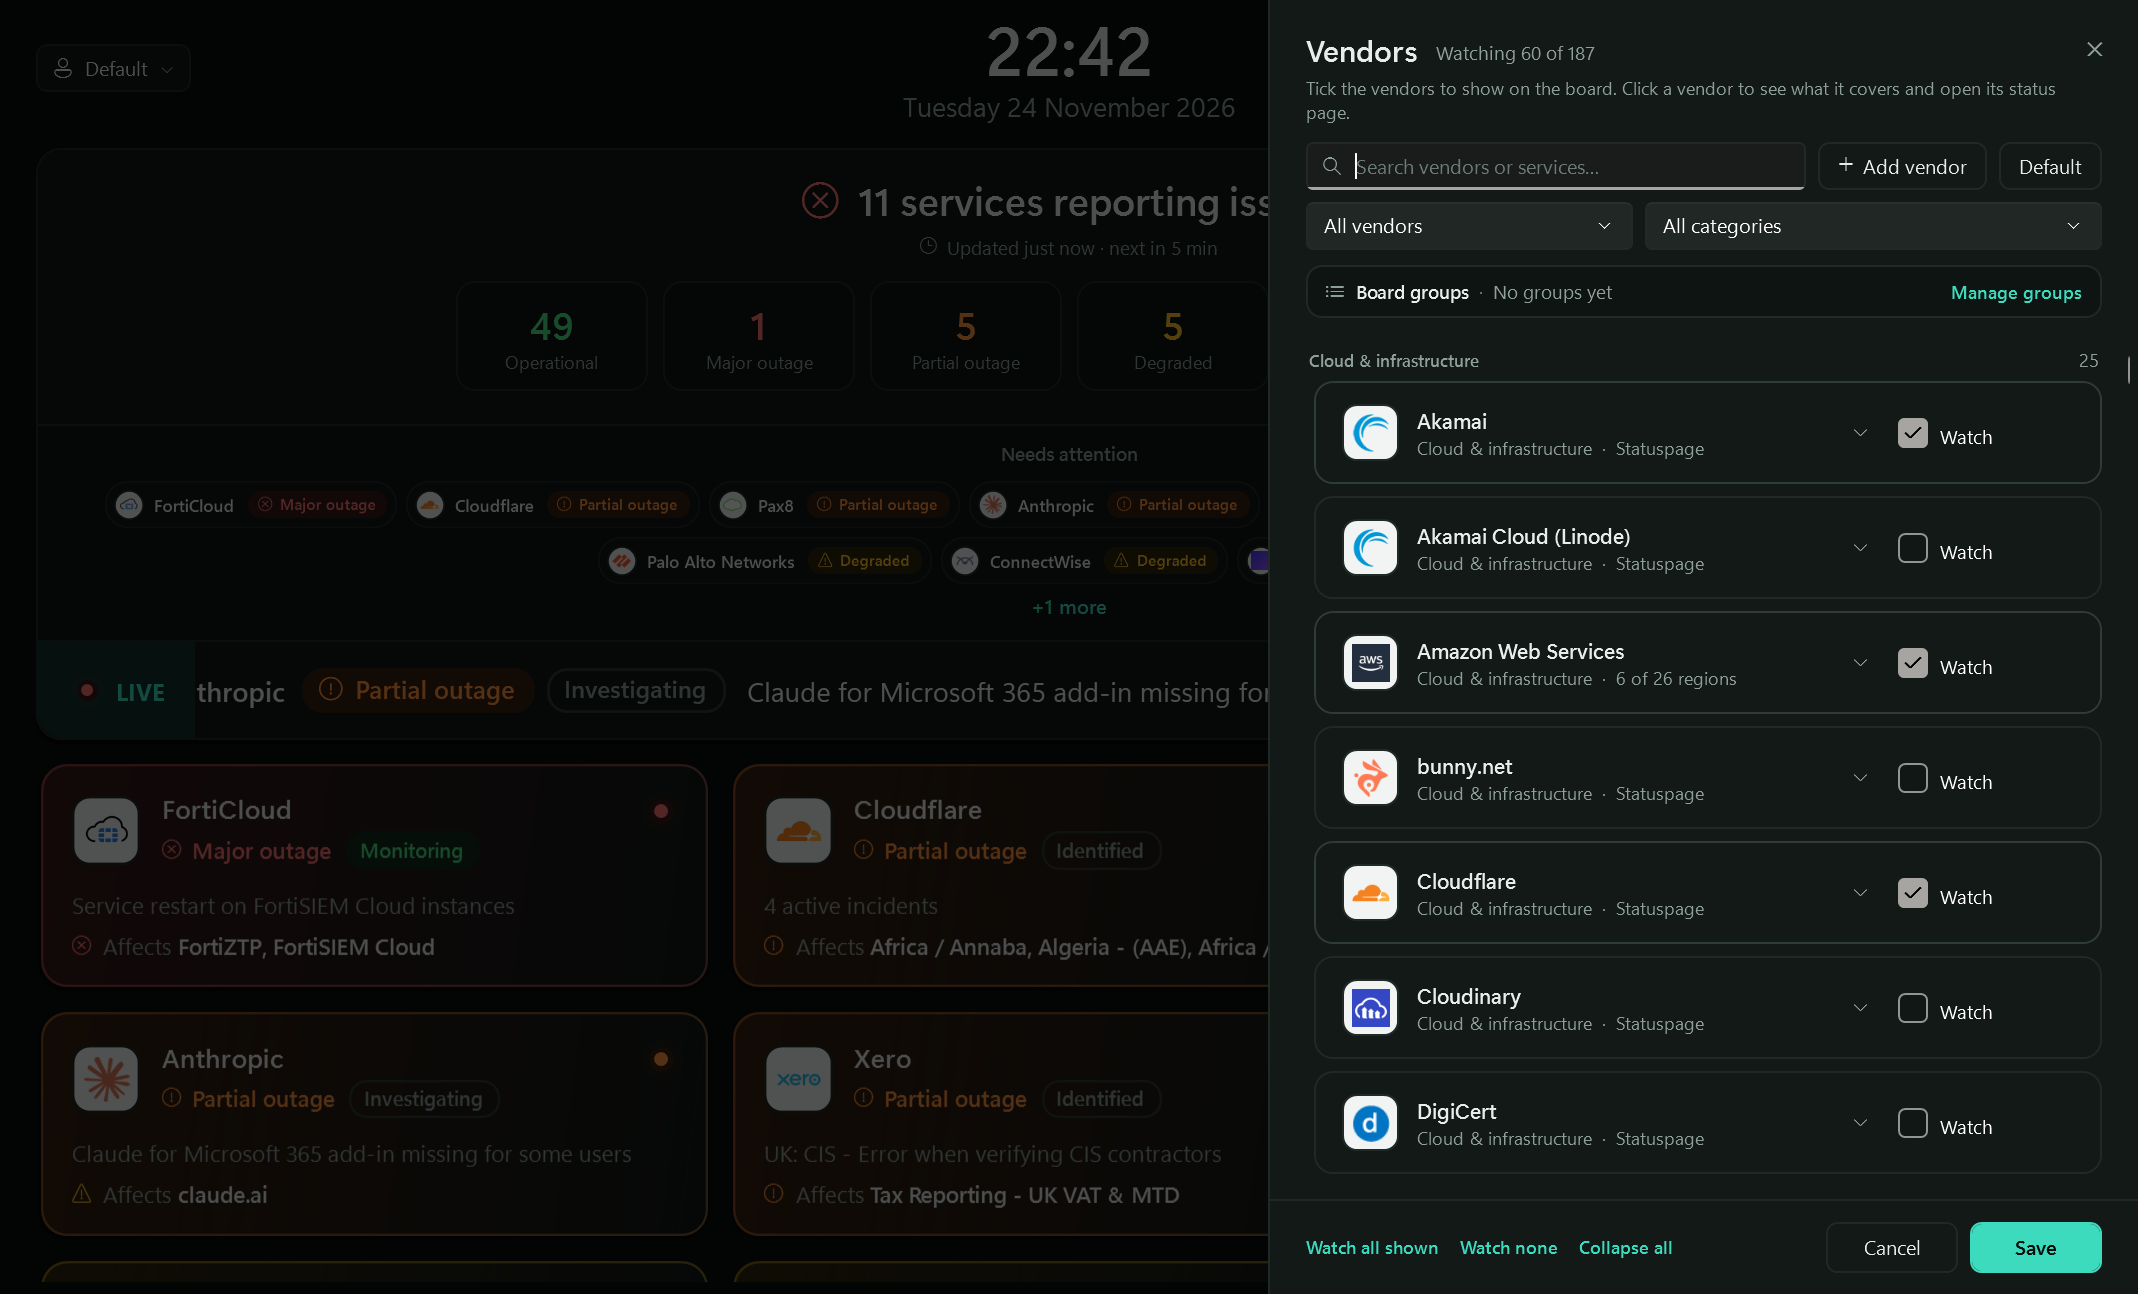 Default
22:42
Tuesday 24 November 2026
11 services reporting iss
Updated just now · next in 5 min
49
Operational
1
Major outage
5
Partial outage
5
Degraded
Needs attention
FortiCloud Major outage
Cloudflare Partial outage
Pax8 Partial outage
Anthropic Partial outage
Palo Alto Networks Degraded
ConnectWise Degraded
+1 more
LIVE
thropic Partial outage Investigating Claude for Microsoft 365 add-in missing for
FortiCloud
Major outage Monitoring
Service restart on FortiSIEM Cloud instances
Affects FortiZTP, FortiSIEM Cloud
Cloudflare
Partial outage Identified
4 active incidents
Affects Africa / Annaba, Algeria - (AAE), Africa /
Anthropic
Partial outage Investigating
Claude for Microsoft 365 add-in missing for some users
Affects claude.ai
xero
Xero
Partial outage Identified
UK: CIS - Error when verifying CIS contractors
Affects Tax Reporting - UK VAT & MTD
Vendors Watching 60 of 187
Tick the vendors to show on the board. Click a vendor to see what it covers and open its status
page.
Search vendors or services...
+ Add vendor
Default
All vendors
All categories
Board groups · No groups yet
Manage groups
Cloud & infrastructure 25
Akamai
Cloud & infrastructure · Statuspage
Watch
Akamai Cloud (Linode)
Cloud & infrastructure · Statuspage
Watch
aws
Amazon Web Services
Cloud & infrastructure · 6 of 26 regions
Watch
bunny.net
Cloud & infrastructure · Statuspage
Watch
Cloudflare
Cloud & infrastructure · Statuspage
Watch
Cloudinary
Cloud & infrastructure · Statuspage
Watch
d
DigiCert
Cloud & infrastructure · Statuspage
Watch
Watch all shown
Watch none
Collapse all
Cancel
Save